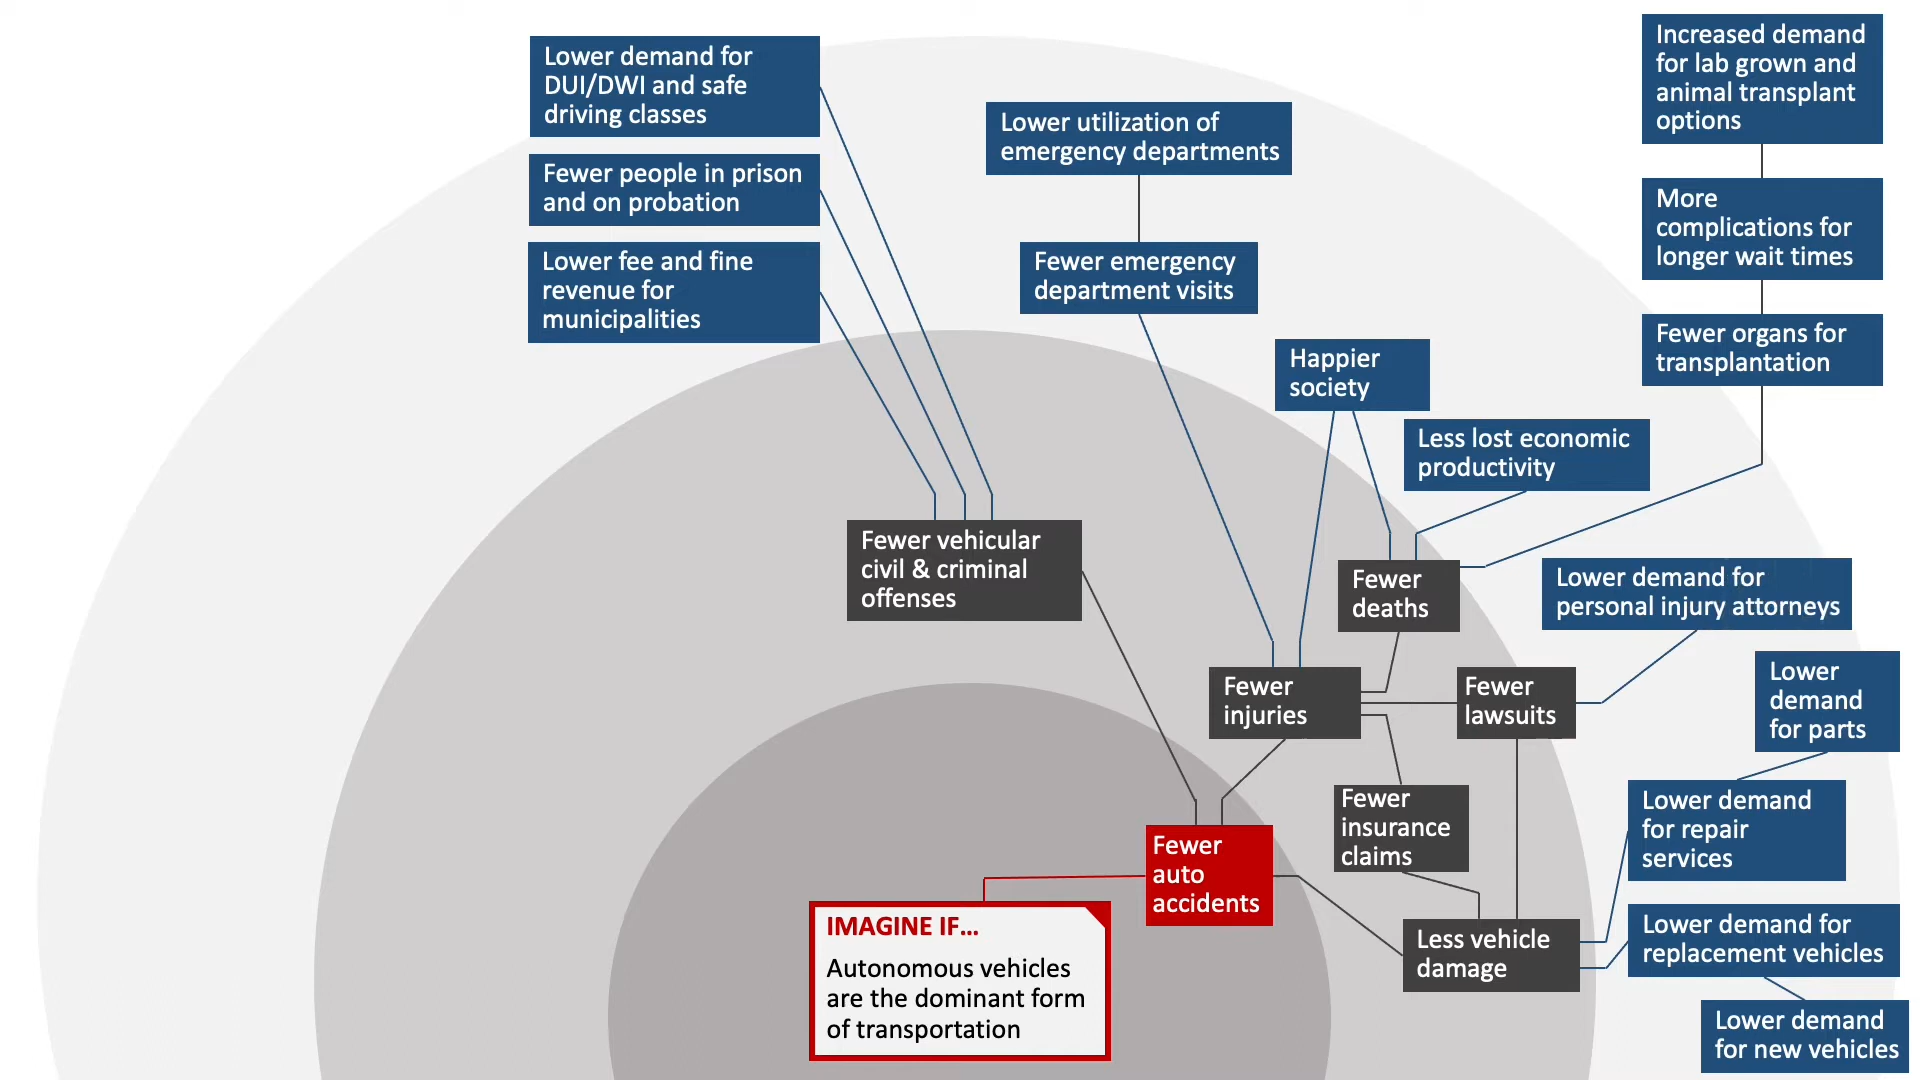 Lower demand for
DUI/DWI and safe
driving classes
Fewer people in prison
and on probation
Lower fee and fine
revenue for
municipalities
Lower utilization of
emergency departments
Fewer emergency
department visits
Increased demand
for lab grown and
animal transplant
options
More
complications for
longer wait times
Fewer organs for
transplantation
Happier
society
Less lost economic
productivity
Fewer vehicular
civil & criminal
offenses
Fewer
deaths
Lower demand for
personal injury attorneys
Fewer
injuries
Fewer
lawsuits
Lower
demand
for parts
Fewer
insurance
claims
Lower demand
for repair
services
Fewer
auto
accidents
IMAGINE IF…
Autonomous vehicles
are the dominant form
of transportation
Less vehicle
damage
Lower demand for
replacement vehicles
Lower demand
for new vehicles